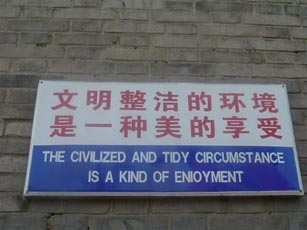 文明整洁的环境
是一种美的享受
THE CIVILIZED AND TIDY CIRCUMSTANCE
IS A KIND OF ENIOYMENT